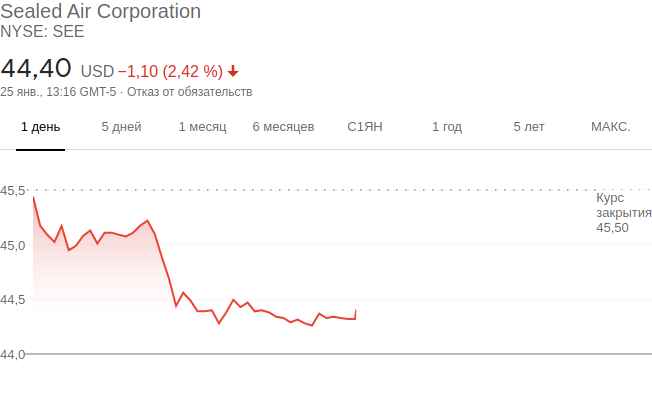 Sealed Air Corporation
NYSE: SEE
44,40 USD −1,10 (2,42 %)
25 янв., 13:16 GMT-5 · Отказ от обязательств
1 день 5 дней 1 месяц 6 месяцев С1ЯН 1 год 5 лет МАКС.
45,5
Курс
закрытия
45,50
45,0
44,5
44,0